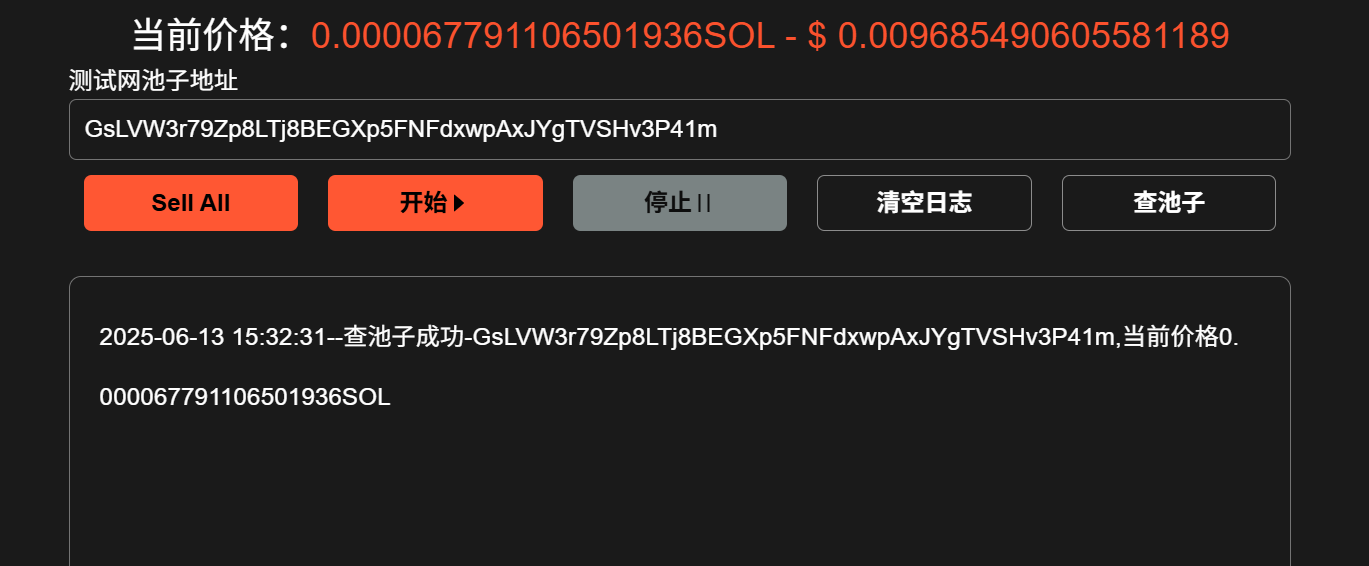 当前价格：0.000067791106501936SOL - $ 0.009685490605581189
测试网池子地址
GsLVW3r79Zp8LTj8BEGXp5FNFdxwpAxJYgTVSHv3P41m
Sell All 开始 停止 清空日志 查池子
2025-06-13 15:32:31--查池子成功-GsLVW3r79Zp8LTj8BEGXp5FNFdxwpAxJYgTVSHv3P41m,当前价格0.
000067791106501936SOL